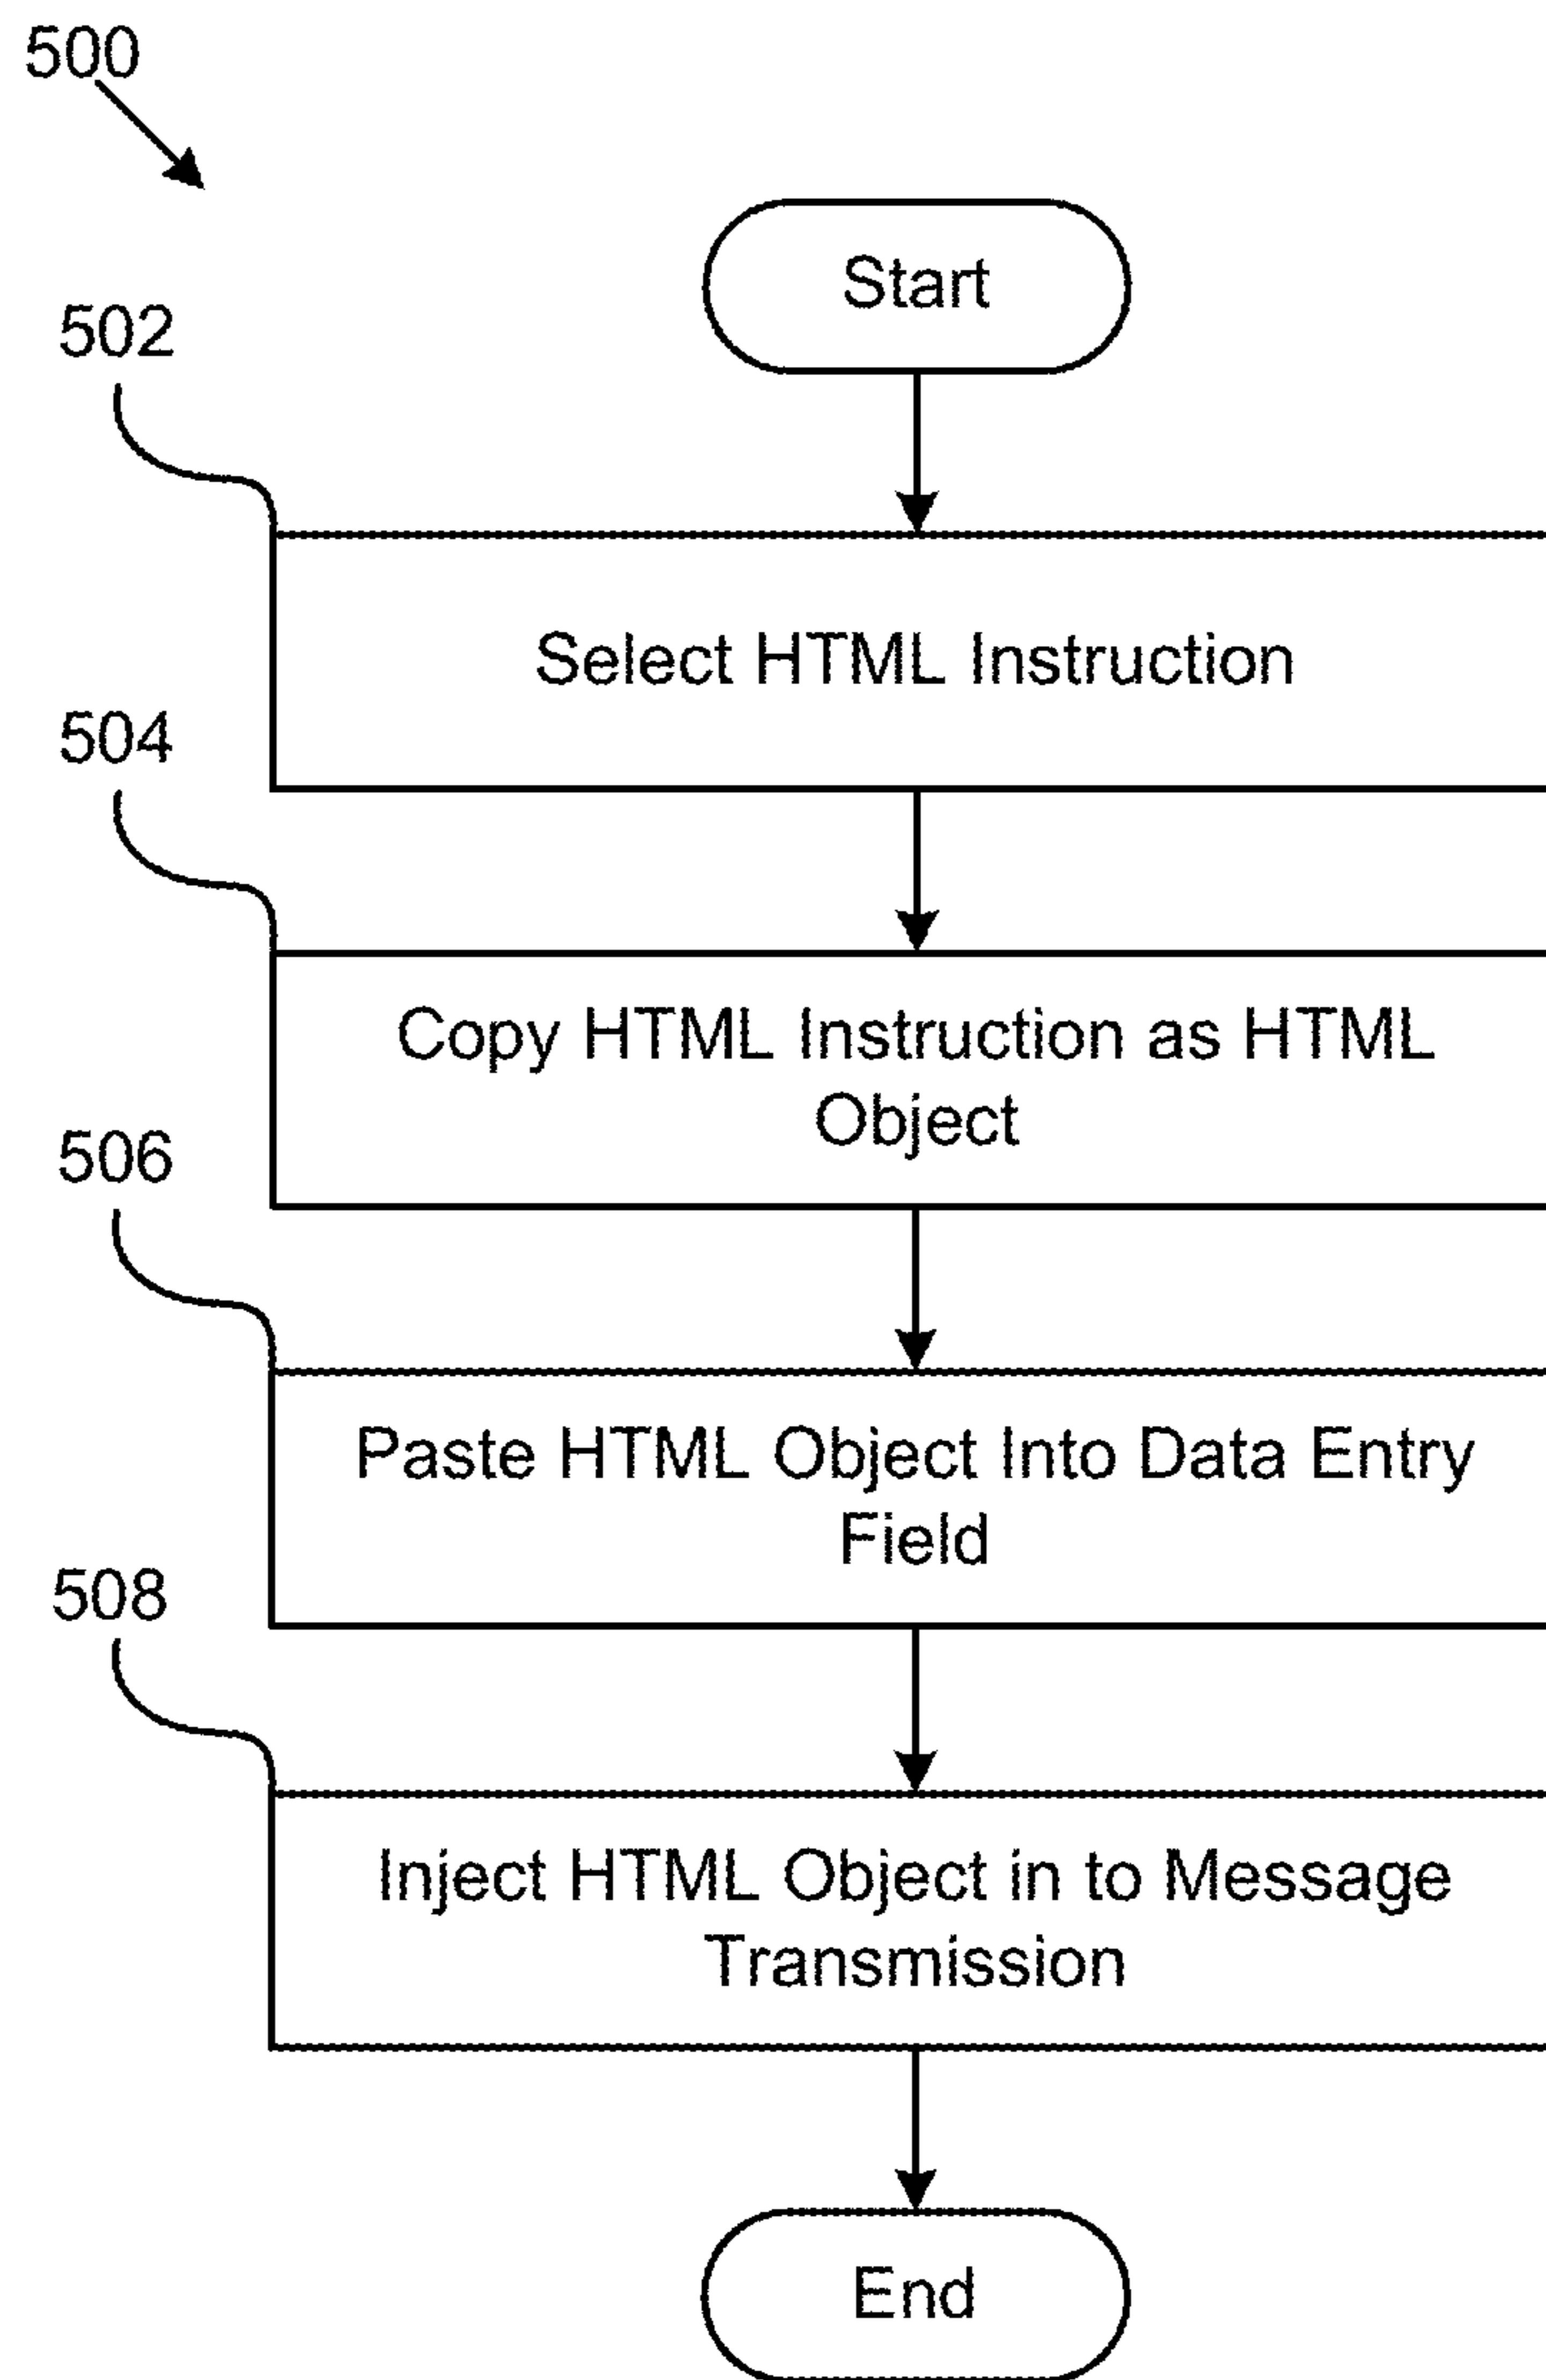 500
Start
502
Select HTML Instruction
504
Copy HTML Instruction as HTML
Object
506
Paste HTML Object Into Data Entry
Field
508
Inject HTML Object in to Message
Transmission
End